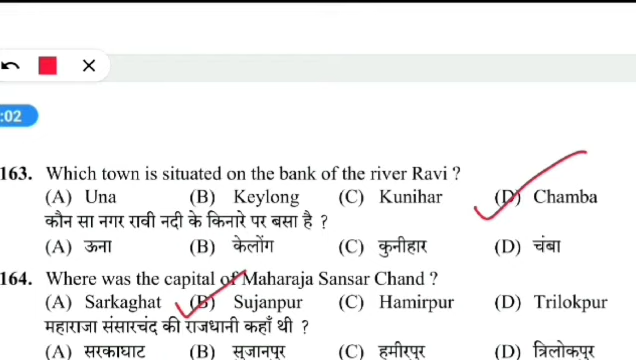 :02
163. Which town is situated on the bank of the river Ravi ?
(A) Una (B) Keylong (C) Kunihar (D) Chamba
कौन सा नगर रावी नदी के किनारे पर बसा है ?
(A) ऊना (B) केलोंग (C) कुनीहार (D) चंबा
164. Where was the capital of Maharaja Sansar Chand ?
(A) Sarkaghat (B) Sujanpur (C) Hamirpur (D) Trilokpur
महाराजा संसारचंद की राजधानी कहाँ थी ?
(A) सरकाघाट (B) सुजानपुर (C) हमीरपुर (D) त्रिलोकपुर